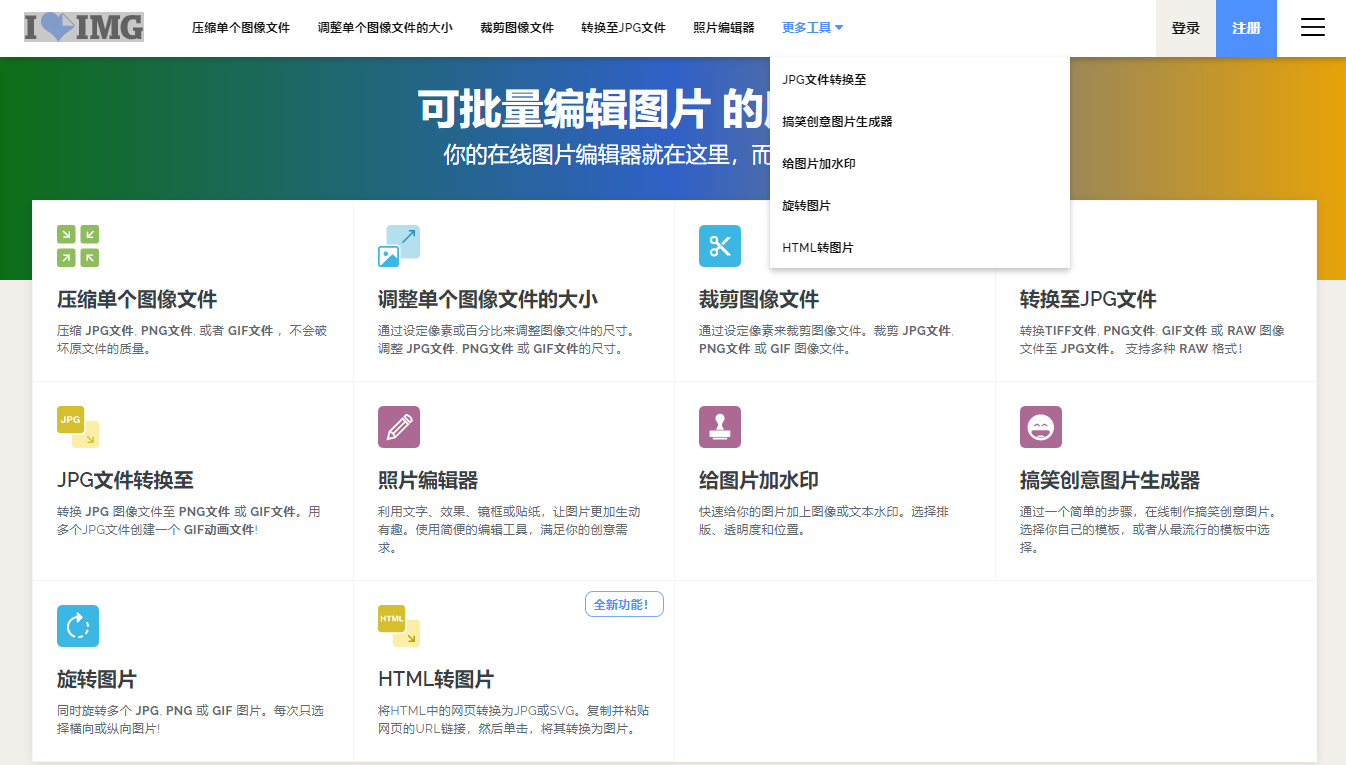 I IMG
压缩单个图像文件
调整单个图像文件的大小
裁剪图像文件
转换至JPG文件
照片编辑器
更多工具
登录
注册
JPG文件转换至
搞笑创意图片生成器
给图片加水印
旋转图片
HTML转图片
可批量编辑图片 的
你的在线图片编辑器就在这里，而
压缩单个图像文件
压缩 JPG文件, PNG文件, 或者 GIF文件 ，不会破
坏原文件的质量。
调整单个图像文件的大小
通过设定像素或百分比来调整图像文件的尺寸。
调整 JPG文件, PNG文件 或 GIF文件的尺寸。
裁剪图像文件
通过设定像素来裁剪图像文件。裁剪 JPG文件,
PNG文件 或 GIF 图像文件。
转换至JPG文件
转换TIFF文件, PNG文件, GIF文件 或 RAW 图像
文件至 JPG文件。 支持多种 RAW 格式！
JPG
JPG文件转换至
转换 JPG 图像文件至 PNG文件 或 GIF文件。用
多个JPG文件创建一个 GIF动画文件!
照片编辑器
利用文字、效果、镜框或贴纸，让图片更加生动
有趣。使用简便的编辑工具，满足你的创意需
求。
给图片加水印
快速给你的图片加上图像或文本水印。选择排
版、透明度和位置。
搞笑创意图片生成器
通过一个简单的步骤，在线制作搞笑创意图片。
选择你自己的模板，或者从最流行的模板中选
择。
旋转图片
同时旋转多个 JPG, PNG 或 GIF 图片。每次只选
择横向或纵向图片!
全新功能！
HTML
HTML转图片
将HTML中的网页转换为JPG或SVG。复制并粘贴
网页的URL链接，然后单击，将其转换为图片。